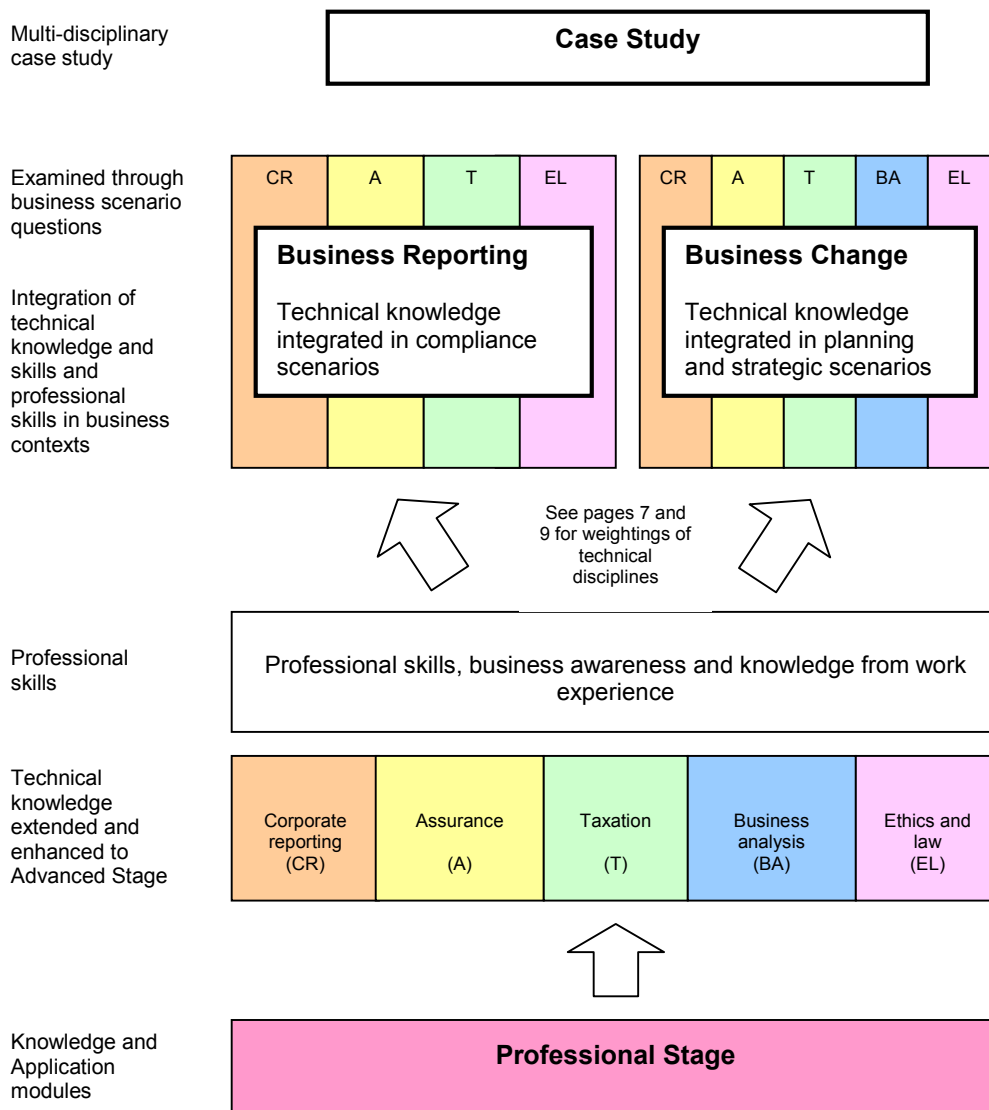 Multi-disciplinary
case study
Case Study
Examined through
business scenario
questions
Integration of
technical
knowledge and
skills and
professional
skills in business
contexts
CR A T EL
Business Reporting
Technical knowledge
integrated in compliance
scenarios
CR A T BA EL
Business Change
Technical knowledge
integrated in planning
and strategic scenarios
See pages 7 and
9 for weightings of
technical
disciplines
Professional
skills
Professional skills, business awareness and knowledge from work
experience
Technical
knowledge
extended and
enhanced to
Advanced Stage
Corporate
reporting
(CR)
Assurance
(A)
Taxation
(T)
Business
analysis
(BA)
Ethics and
law
(EL)
Knowledge and
Application
modules
Professional Stage